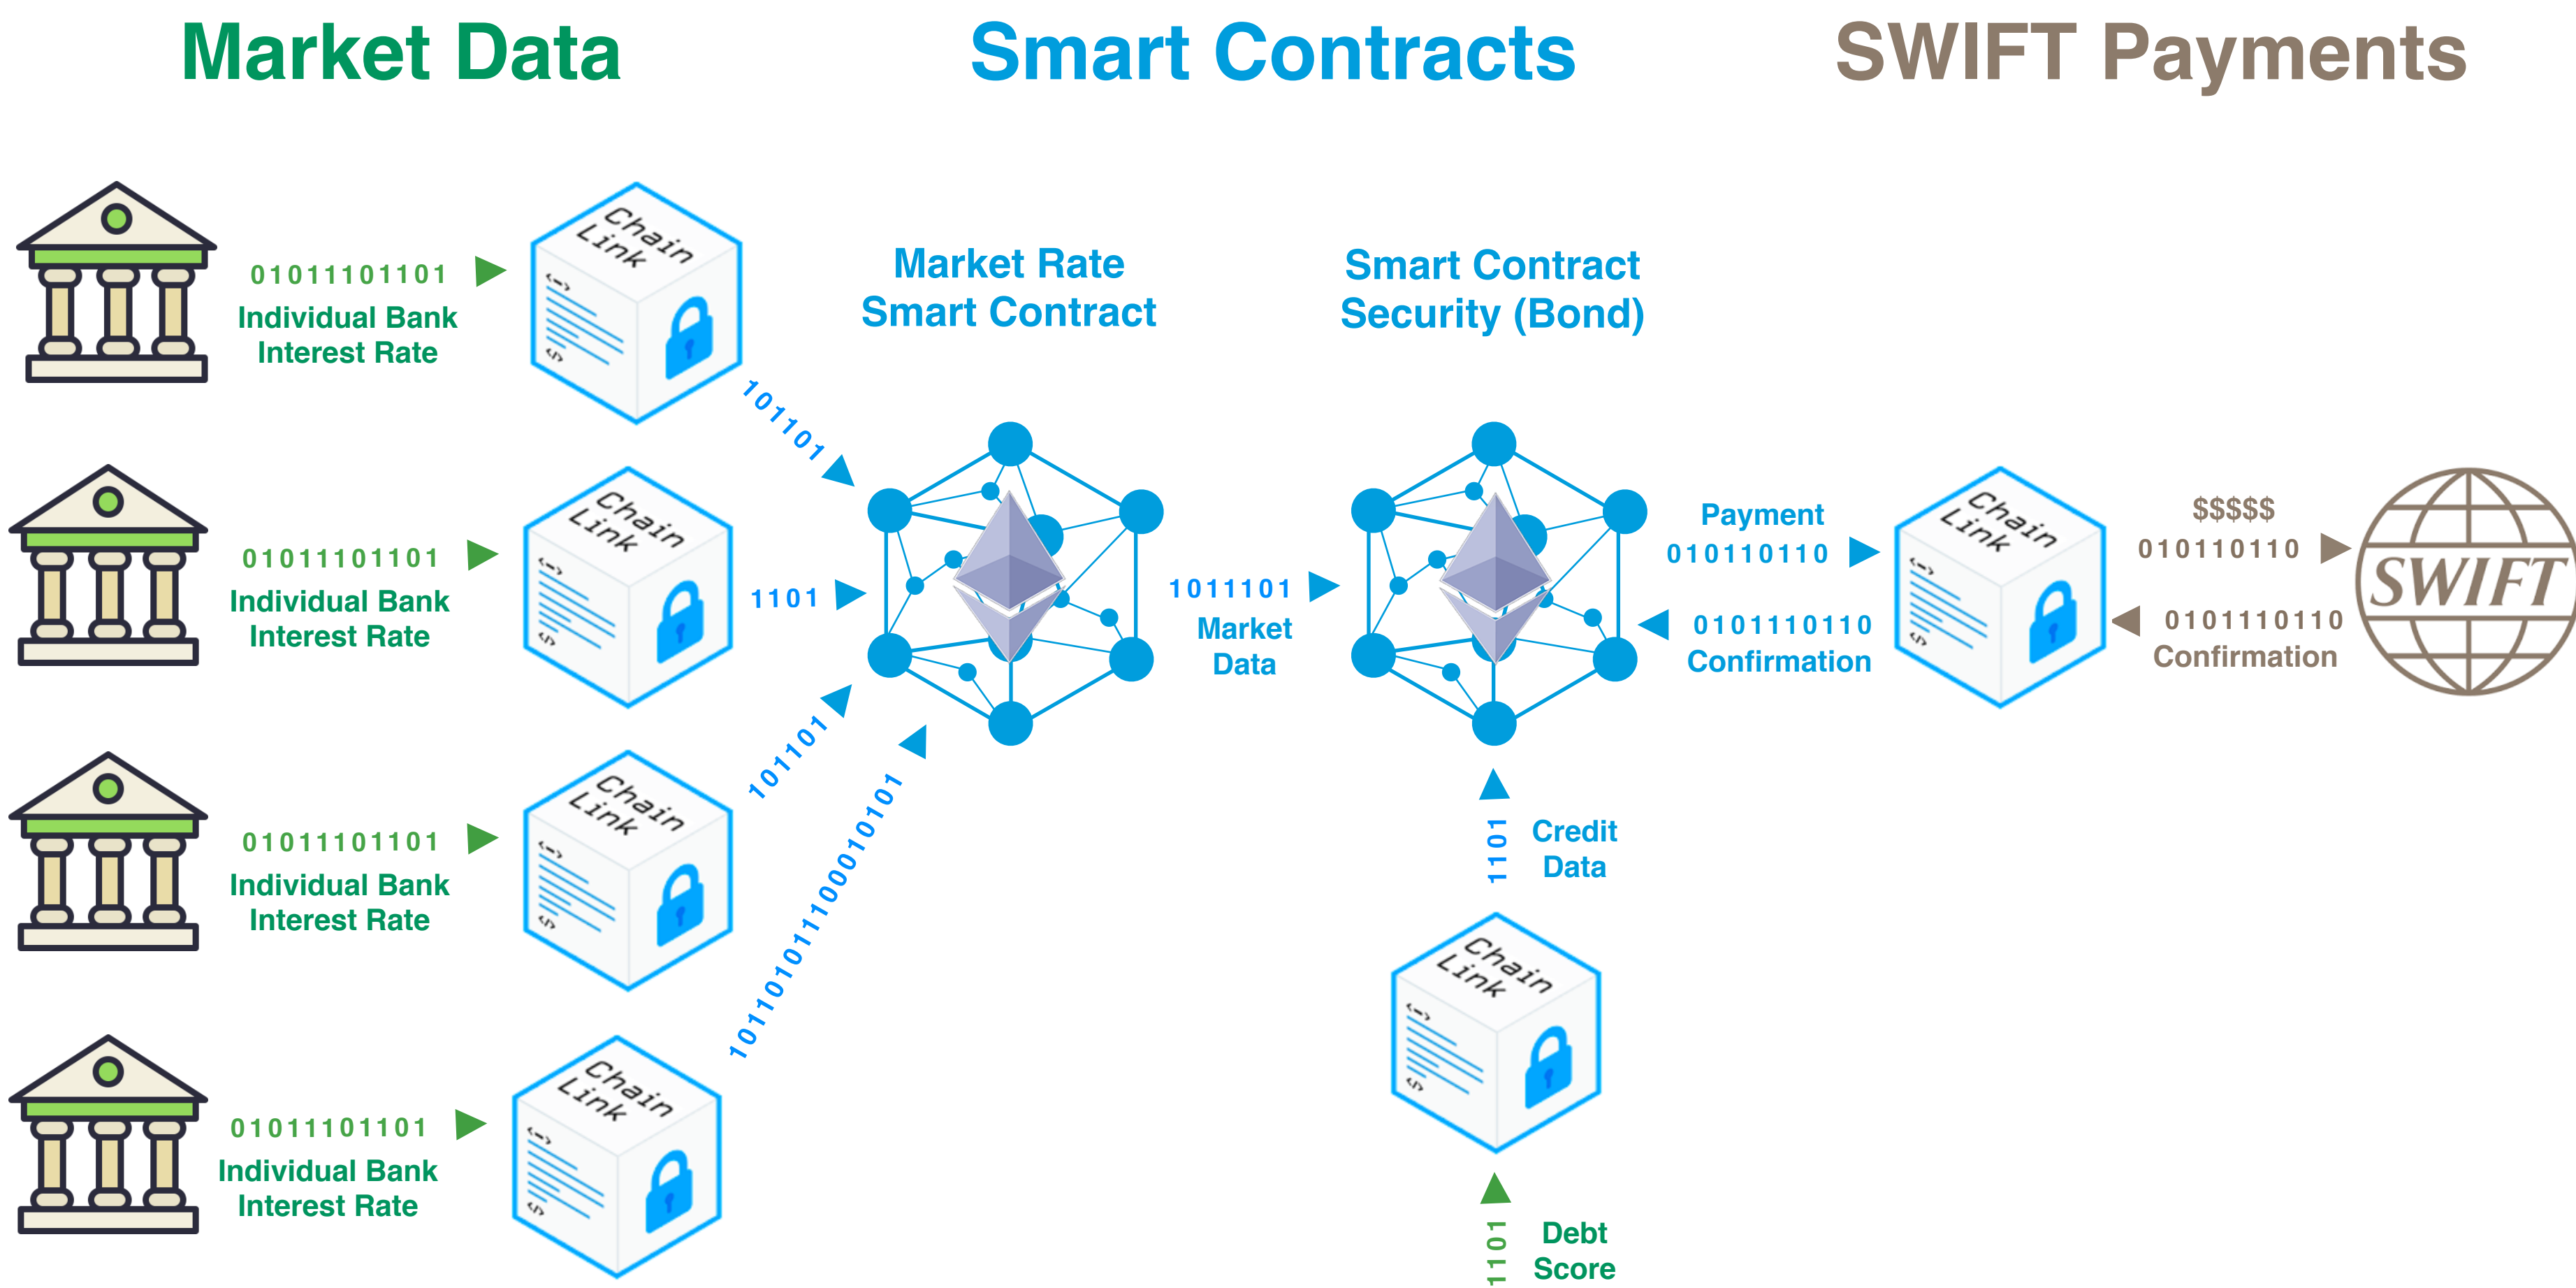 Market Data
Smart Contracts
SWIFT Payments
01011101101
Individual Bank
Interest Rate
Chain
Link
101101
Market Rate
Smart Contract
Smart Contract
Security (Bond)
01011101101
Individual Bank
Interest Rate
Chain
Link
1101
1011101
Market
Data
Payment
010110110
0101110110
Confirmation
Chain
Link
$$$$$
010110110
0101110110
Confirmation
SWIFT
01011101101
Individual Bank
Interest Rate
Chain
Link
101101
1101
Credit
Data
01011101101
Individual Bank
Interest Rate
Chain
Link
Chain
Link
1101
Debt
Score